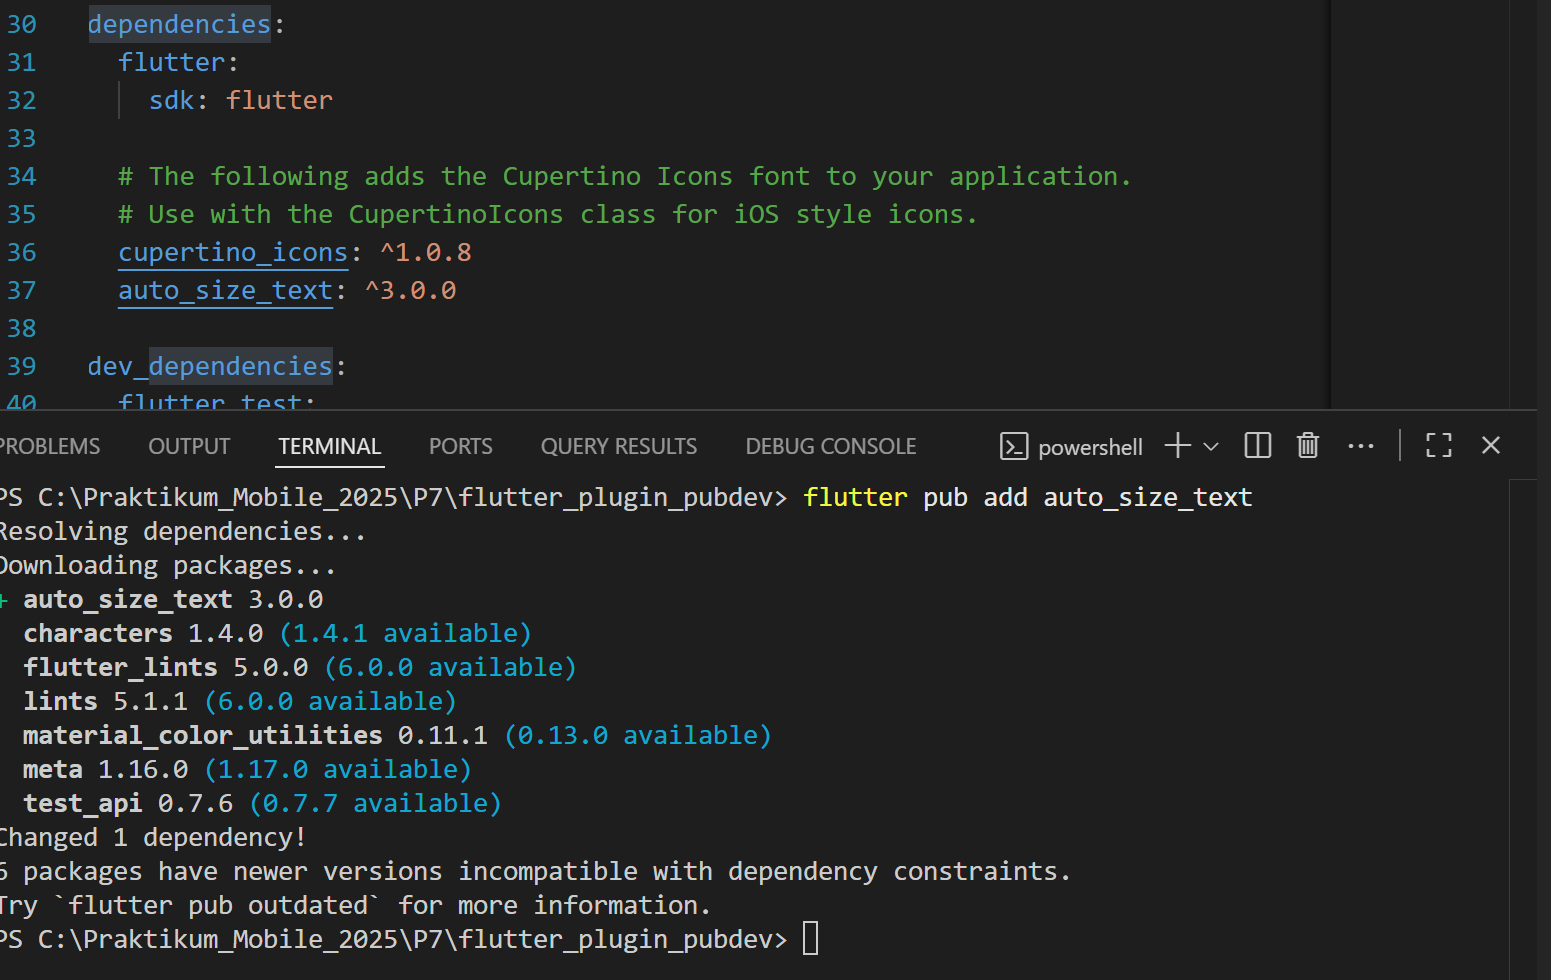 30 dependencies:
31 flutter:
32 sdk: flutter
33
34 # The following adds the Cupertino Icons font to your application.
35 # Use with the CupertinoIcons class for iOS style icons.
36 cupertino_icons: ^1.0.8
37 auto_size_text: ^3.0.0
38
39 dev_dependencies:
40 flutter_test:
PROBLEMS OUTPUT TERMINAL PORTS QUERY RESULTS DEBUG CONSOLE powershell
PS C:\Praktikum_Mobile_2025\P7\flutter_plugin_pubdev> flutter pub add auto_size_text
Resolving dependencies...
Downloading packages...
+ auto_size_text 3.0.0
characters 1.4.0 (1.4.1 available)
flutter_lints 5.0.0 (6.0.0 available)
lints 5.1.1 (6.0.0 available)
material_color_utilities 0.11.1 (0.13.0 available)
meta 1.16.0 (1.17.0 available)
test_api 0.7.6 (0.7.7 available)
Changed 1 dependency!
6 packages have newer versions incompatible with dependency constraints.
Try `flutter pub outdated` for more information.
PS C:\Praktikum_Mobile_2025\P7\flutter_plugin_pubdev>